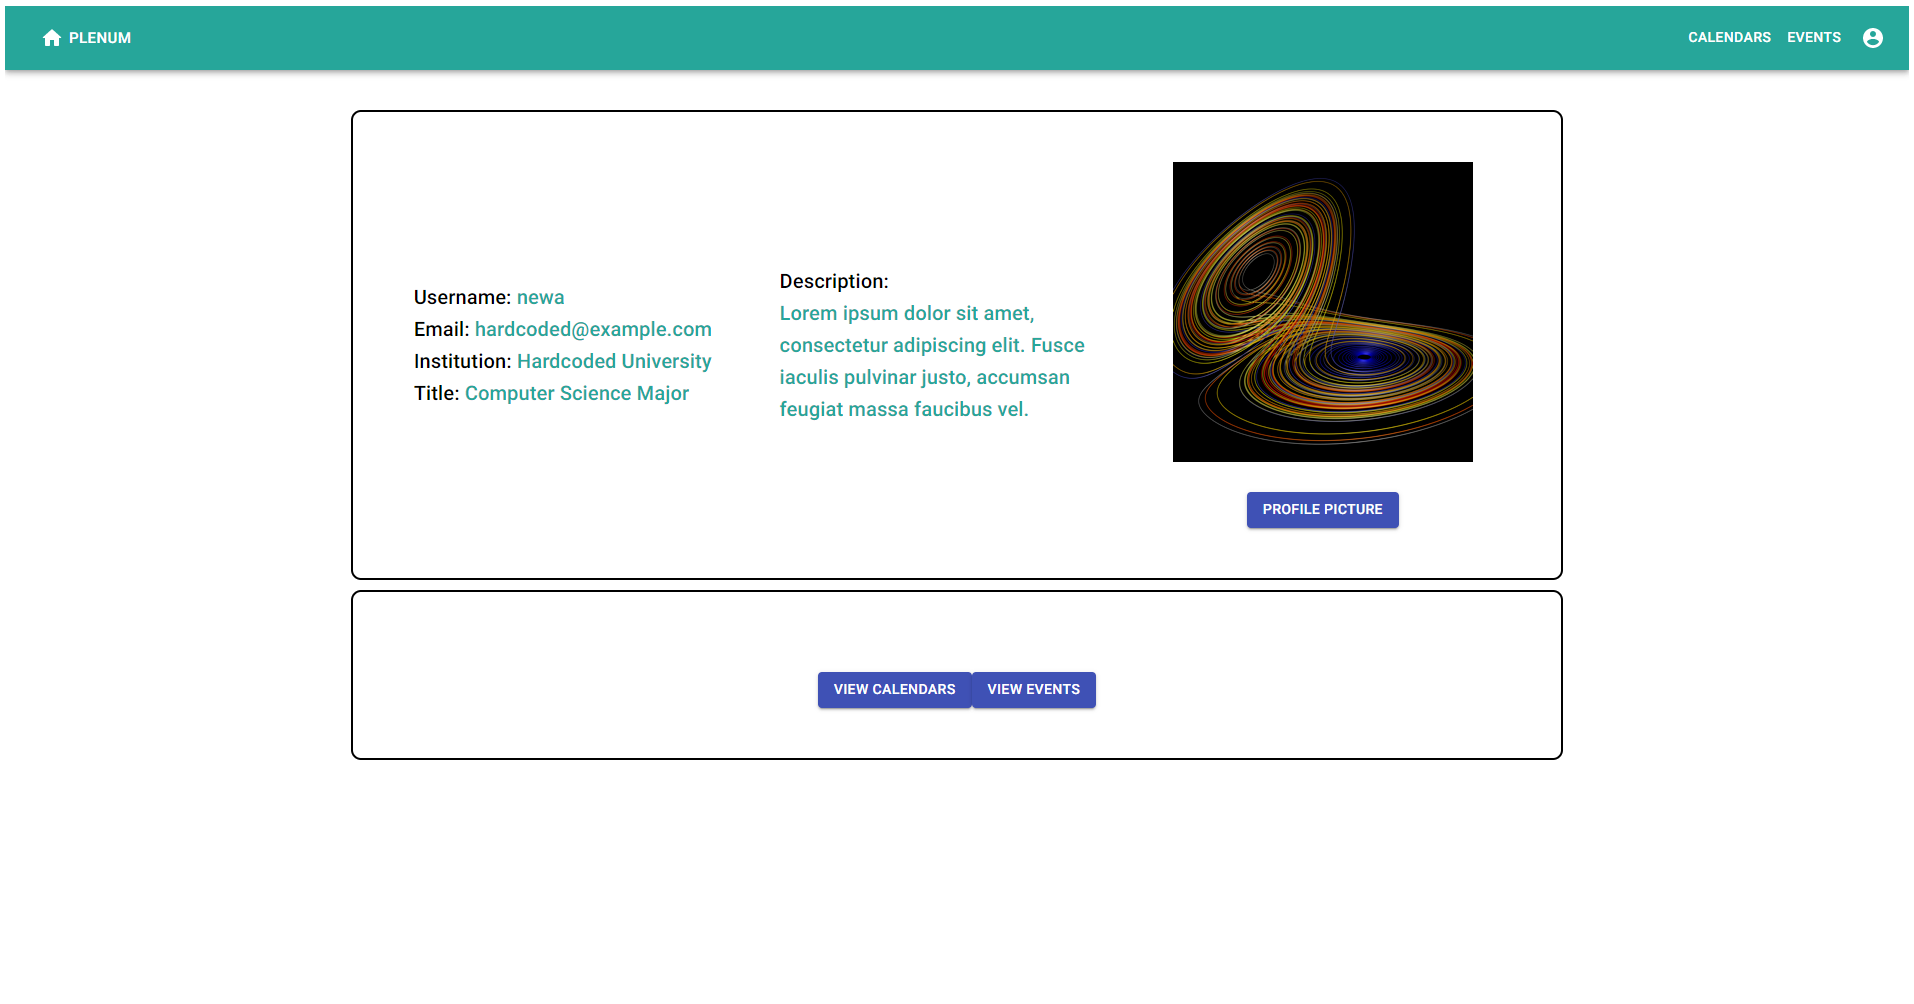 PLENUM
CALENDARS EVENTS
Username: newa
Email: hardcoded@example.com
Institution: Hardcoded University
Title: Computer Science Major
Description:
Lorem ipsum dolor sit amet,
consectetur adipiscing elit. Fusce
iaculis pulvinar justo, accumsan
feugiat massa faucibus vel.
PROFILE PICTURE
VIEW CALENDARS VIEW EVENTS